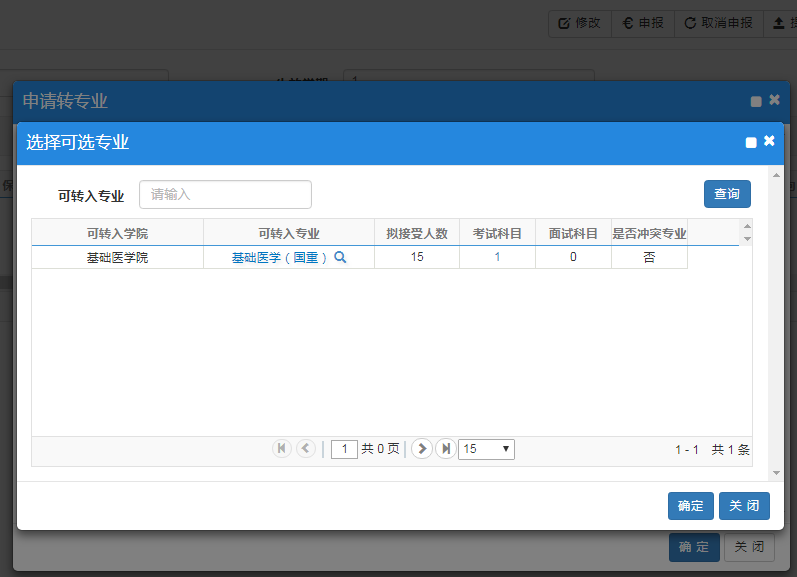 修改 申报 取消申报
1
申请转专业
选择可选专业
可转入专业 请输入 查询
可转入学院 可转入专业 拟接受人数 考试科目 面试科目 是否冲突专业
基础医学院 基础医学（国重） 15 1 0 否
1 共 0 页 15 1 - 1 共 1 条
确定 关 闭
确 定 关 闭